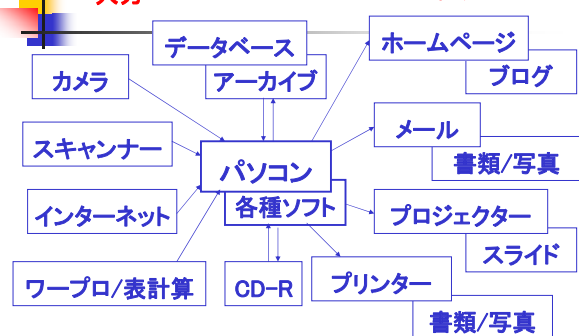 データベース
アーカイブ
ホームページ
ブログ
カメラ
スキャンナー
メール
書類/写真
パソコン
各種ソフト
インターネット
プロジェクター
スライド
ワープロ/表計算
CD-R
プリンター
書類/写真